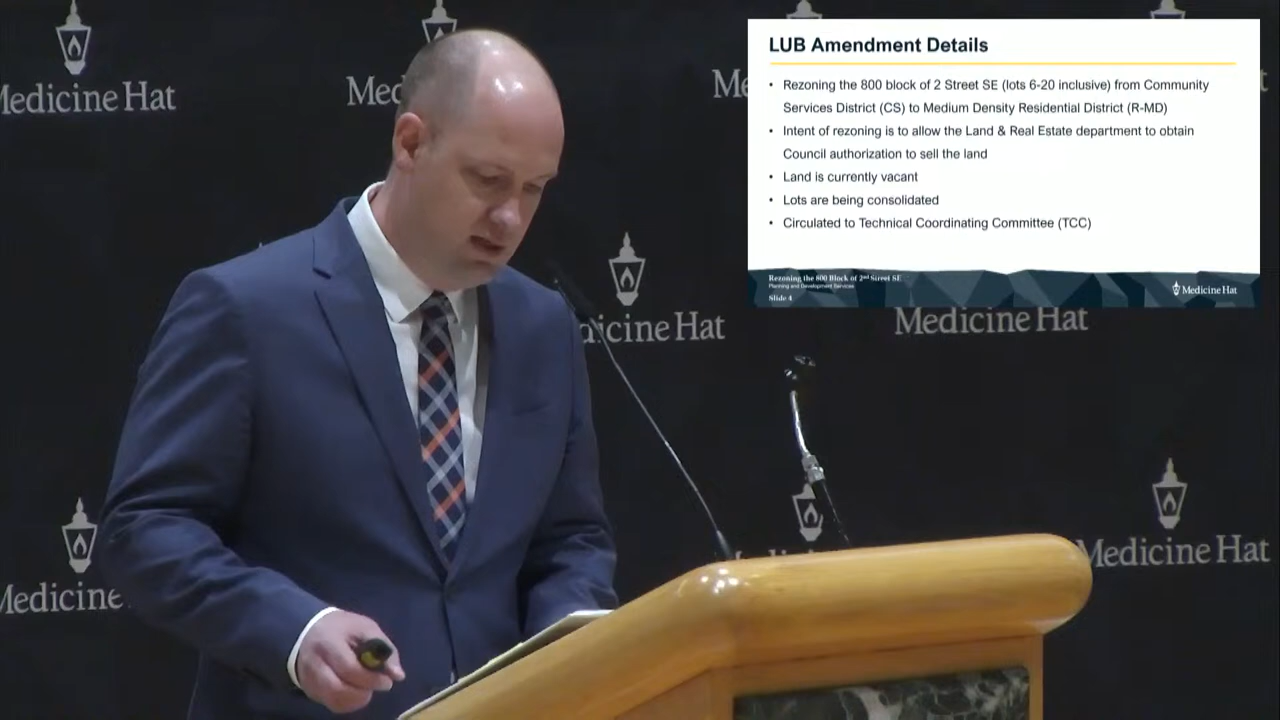 Medicine Hat
LUB Amendment Details
• Rezoning the 800 block of 2 Street SE (lots 6-20 inclusive) from Community
Services District (CS) to Medium Density Residential District (R-MD)
• Intent of rezoning is to allow the Land & Real Estate department to obtain
Council authorization to sell the land
• Land is currently vacant
• Lots are being consolidated
• Circulated to Technical Coordinating Committee (TCC)
Rezoning the 800 Block of 2nd Street SE
Planning and Development Services
Slide 4
Medicine Hat
dicine Hat
Medicine Hat
Medicine Hat
Medicine